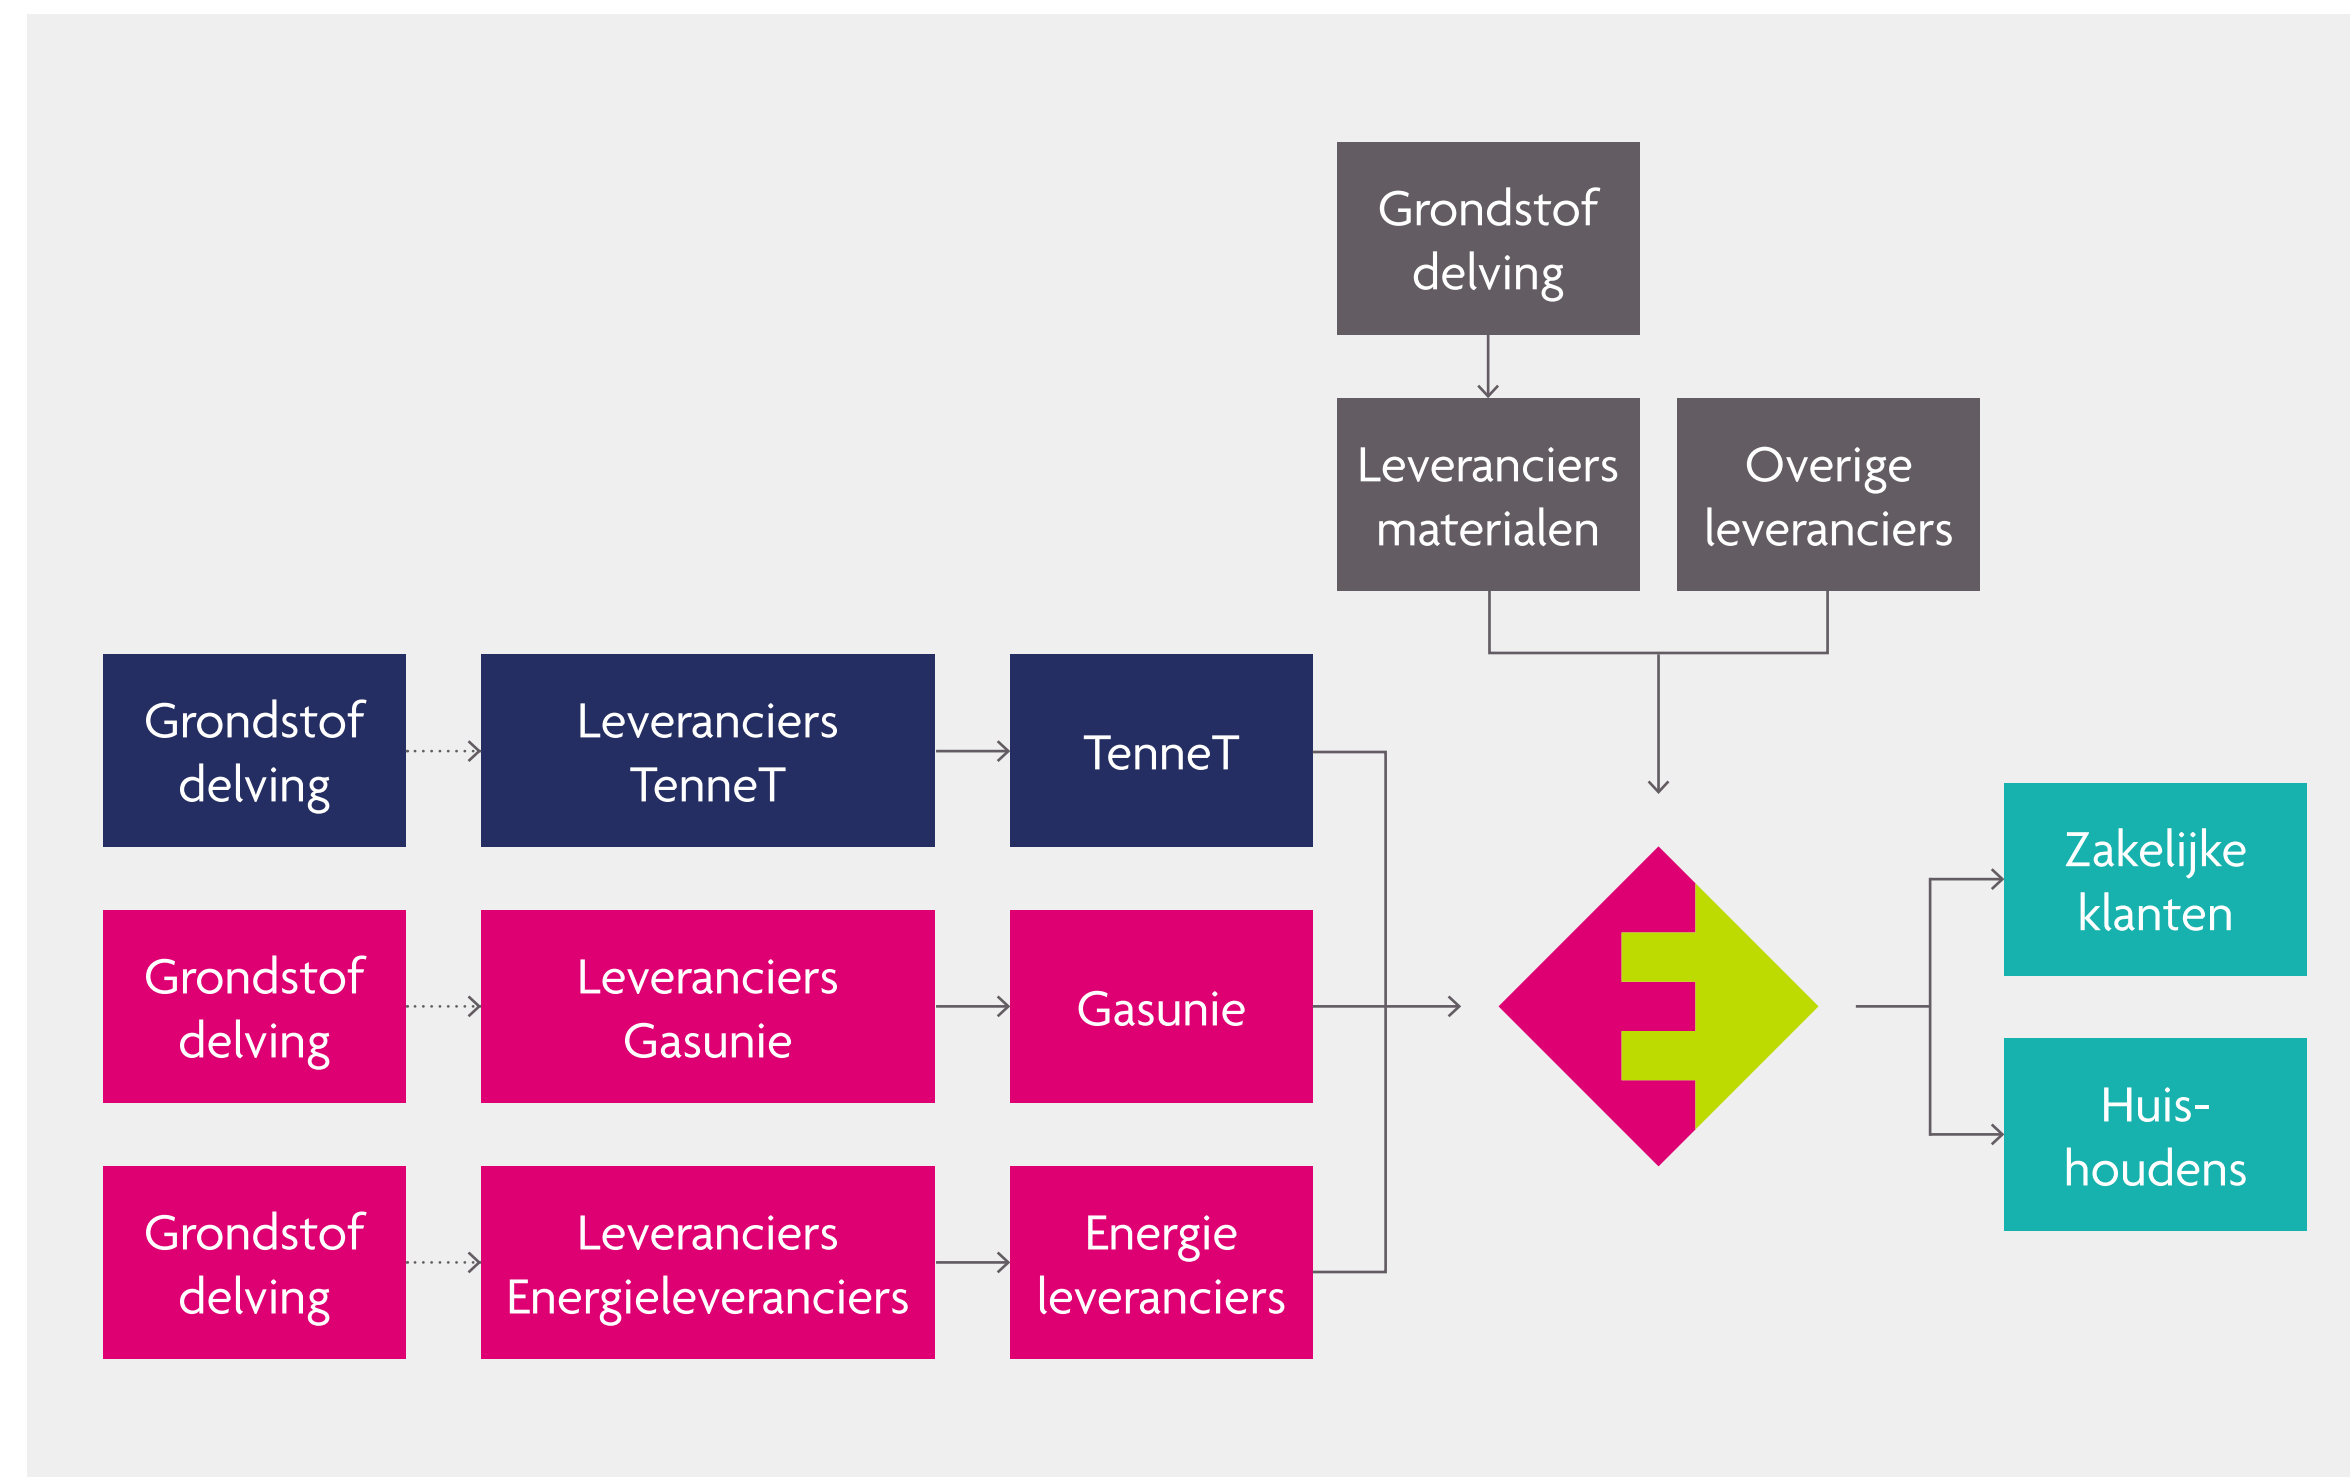 Grondstof
delving
Leveranciers
materialen
Overige
leveranciers
Grondstof
delving
Leveranciers
TenneT
TenneT
Grondstof
delving
Leveranciers
Gasunie
Gasunie
Grondstof
delving
Leveranciers
Energieleveranciers
Energie
leveranciers
Zakelijke
klanten
Huis-
houdens